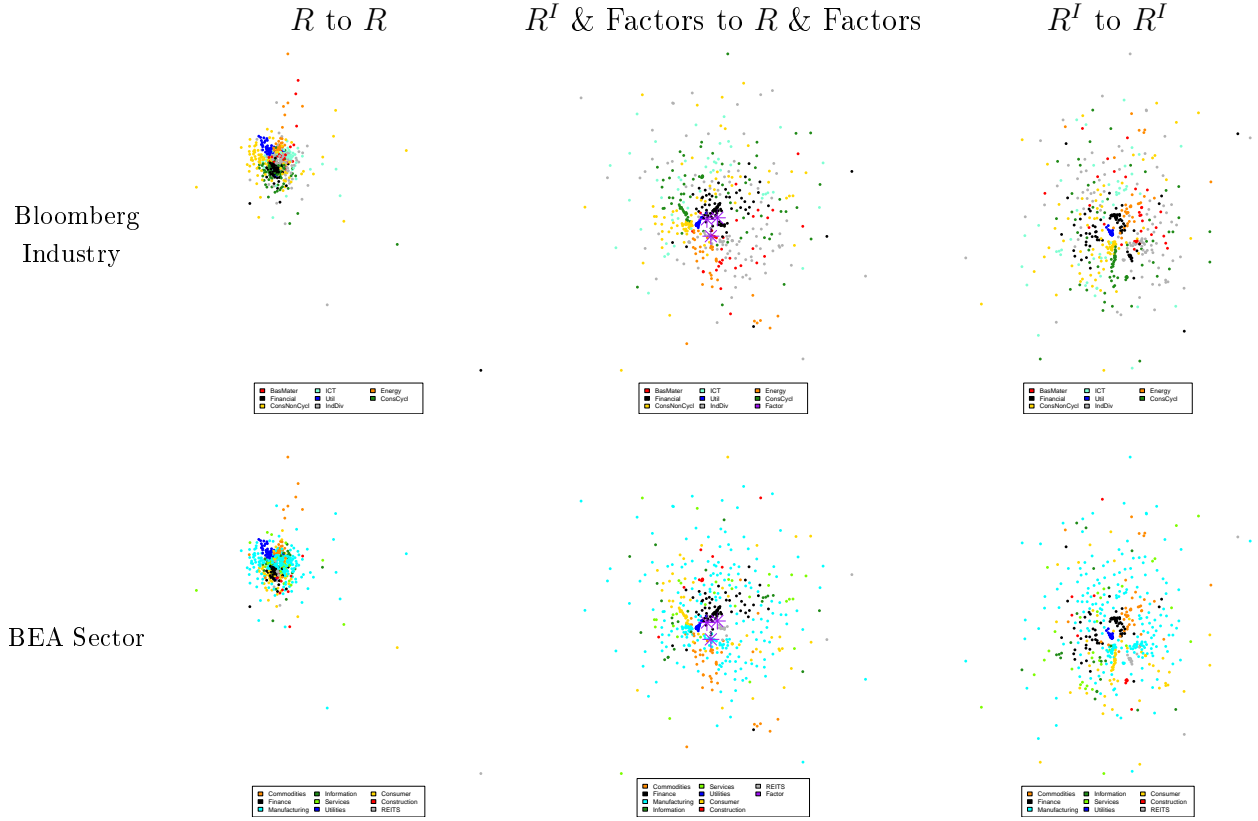 R to R
R^I & Factors to R & Factors
R^I to R^I
Bloomberg
Industry
BasMater ICT Energy
Financial Util ConsCycl
ConsNonCycl IndDiv
BasMater ICT Energy
Financial Util ConsCycl
ConsNonCycl IndDiv Factor
BasMater ICT Energy
Financial Util ConsCycl
ConsNonCycl IndDiv
BEA Sector
Commodities Information Consumer
Finance Services Construction
Manufacturing Utilities REITS
Commodities Services REITS
Finance Utilities Factor
Manufacturing Consumer
Information Construction
Commodities Information Consumer
Finance Services Construction
Manufacturing Utilities REITS